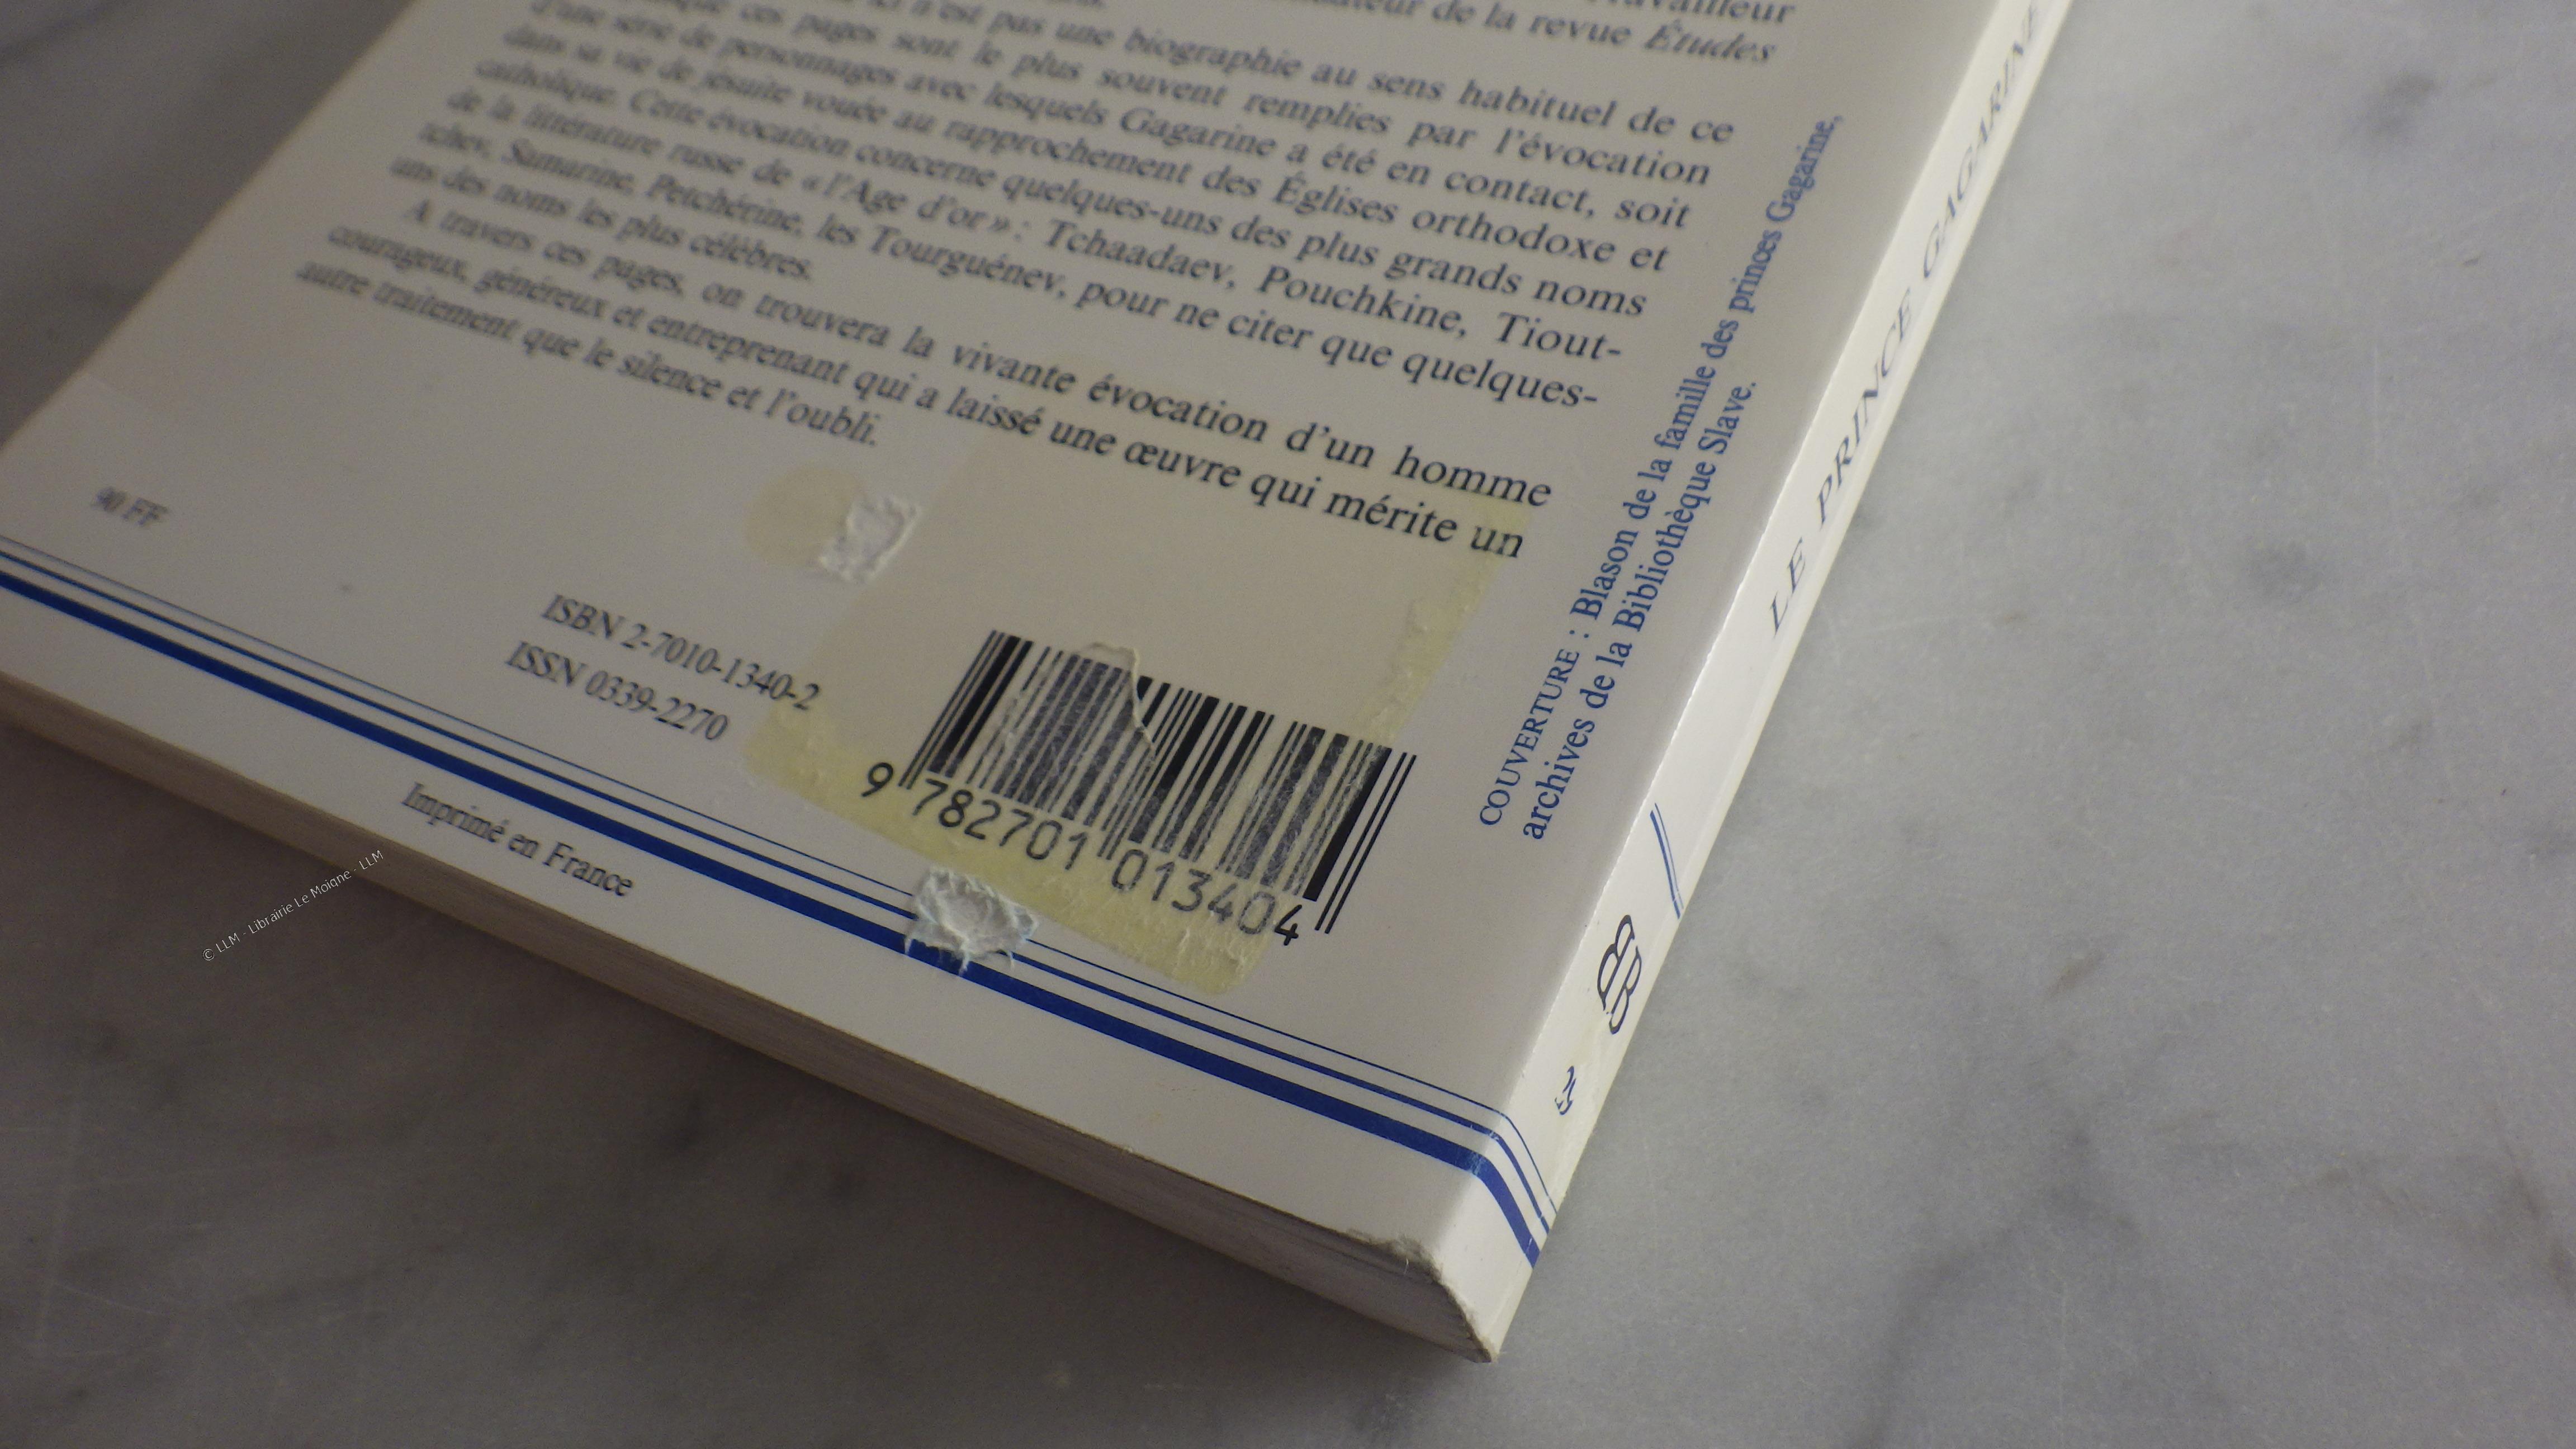 Travailleur
de la revue Études
n'est pas une biographie au sens habituel de ce
que ces pages sont le plus souvent remplies par l'évocation
d'une série de personnages avec lesquels Gagarine a été en contact, soit
dans sa vie de jésuite vouée au rapprochement des Églises orthodoxe et
catholique. Cette évocation concerne quelques-uns des plus grands noms
de la littérature russe de « l'Age d'or » : Tchaadaev, Pouchkine, Tiout-
tchev, Samarine, Petchérine, les Tourguénev, pour ne citer que quelques-
uns des noms les plus célèbres.
A travers ces pages, on trouvera la vivante évocation d'un homme
courageux, généreux et entreprenant qui a laissé une œuvre qui mérite un
autre traitement que le silence et l'oubli.
90 FF
ISBN 2-7010-1340-2
ISSN 0339-2270
9 782701 013404
Imprimé en France
COUVERTURE : Blason de la famille des princes Gagarine,
archives de la Bibliothèque Slave.
LE PRINCE GAGARINE
© LLM - Librairie Le Moigne - LLM